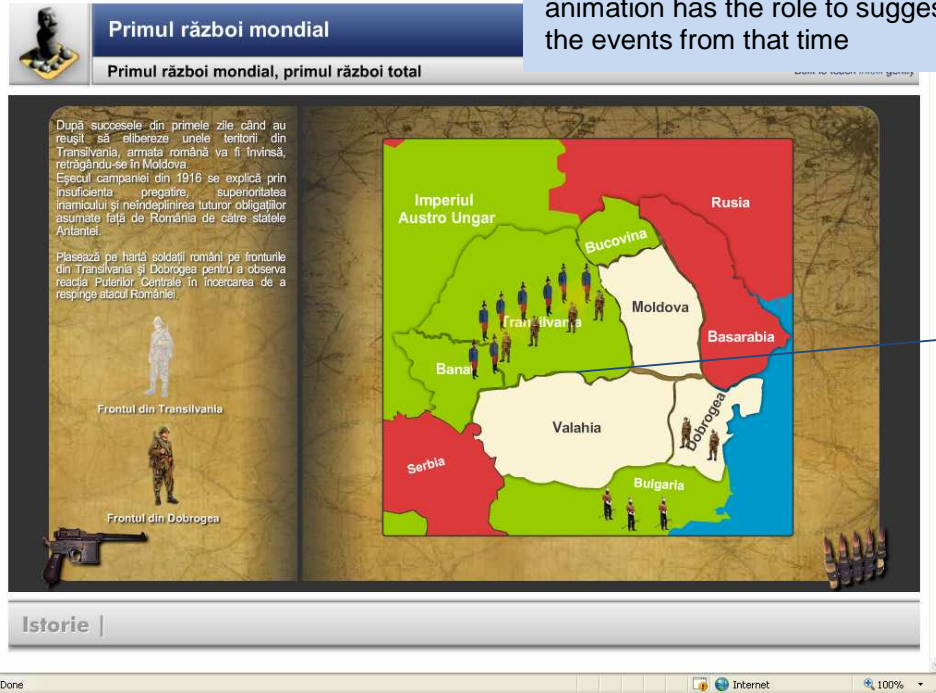 animation has the role to sugges
the events from that time
Primul război mondial
Primul război mondial, primul război total
După succesele din primele zile când au
reuşit să elibereze unele teritorii din
Transilvania, armata română va fi învinsă,
retrăgându-se în Moldova.
Eşecul campaniei din 1916 se explică prin
insuficienta pregatire, superioritatea
inamicului şi neîndeplinirea tuturor obligaţiilor
asumate faţă de România de către statele
Antantei.
Plasează pe hartă soldaţii români pe fronturile
din Transilvania şi Dobrogea pentru a observa
reacţia Puterilor Centrale în încercarea de a
respinge atacul României.
Frontul din Transilvania
Frontul din Dobrogea
Imperiul
Austro Ungar
Rusia
Bucovina
Moldova
Transilvania
Basarabia
Bana
Valahia
Dobrogea
Serbia
Bulgaria
Istorie |
Done
Internet
100%